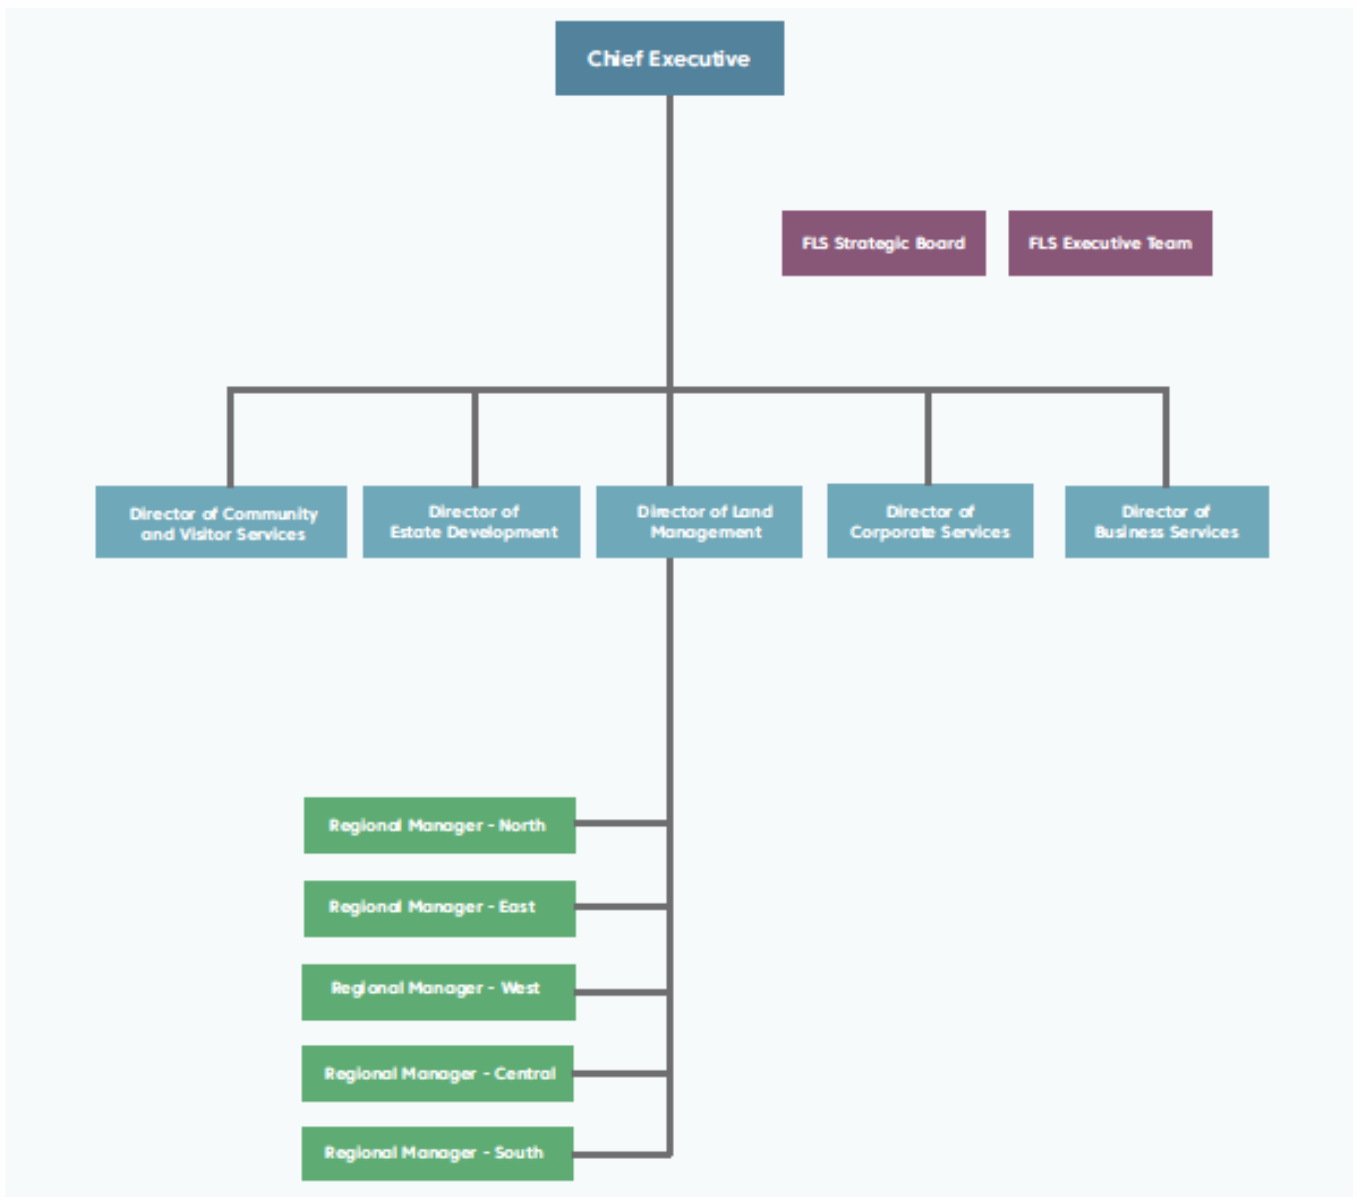 Chief Executive
FLS Strategic Board
FLS Executive Team
Director of Community
and Visitor Services
Director of
Estate Development
Director of Land
Management
Director of
Corporate Services
Director of
Business Services
Regional Manager - North
Regional Manager - East
Regional Manager - West
Regional Manager - Central
Regional Manager - South